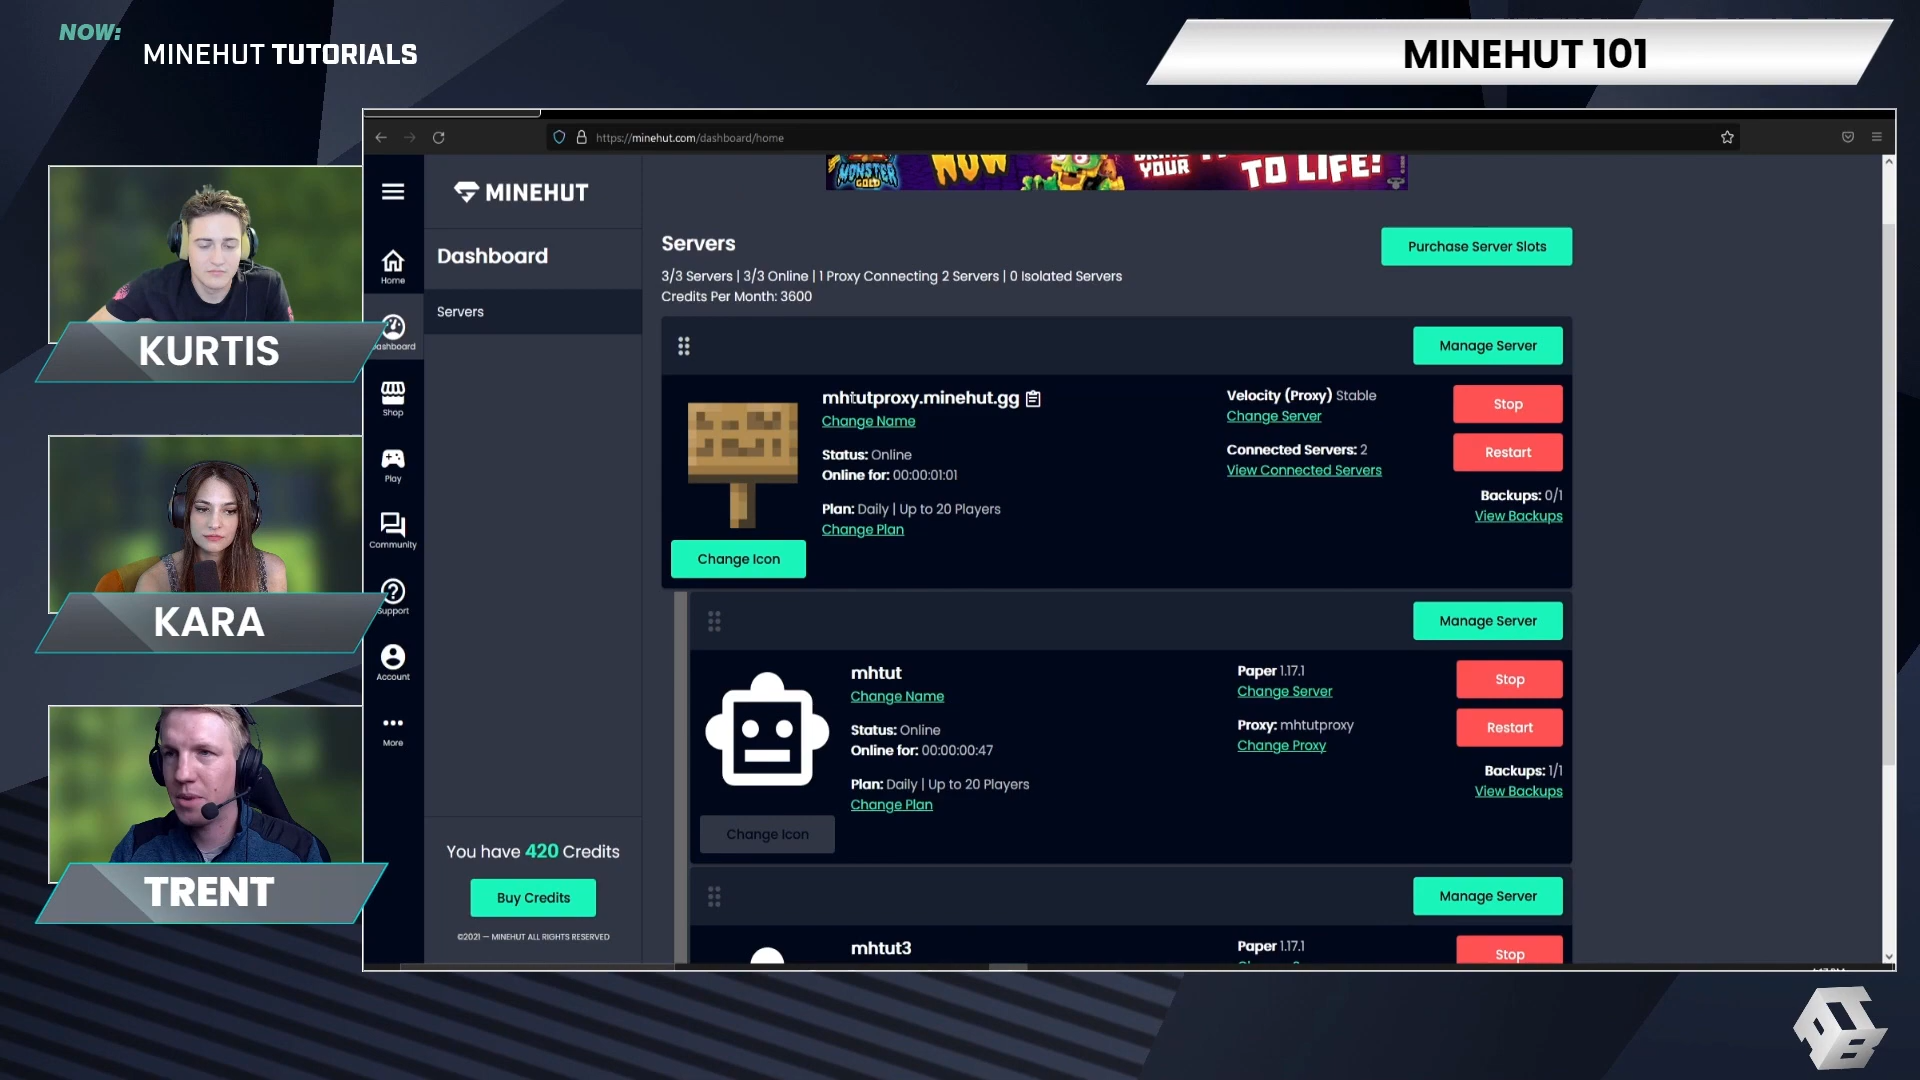 NOW:
MINEHUT TUTORIALS
MINEHUT 101
https://minehut.com/dashboard/home
MONSTER
GOLD
NOW
YOUR
TO LIFE!
MINEHUT
Dashboard
Servers
Home
Dashboard
Shop
Play
Community
Support
Account
More
You have 420 Credits
Buy Credits
©2021 — MINEHUT ALL RIGHTS RESERVED
Servers
Purchase Server Slots
3/3 Servers | 3/3 Online | 1 Proxy Connecting 2 Servers | 0 Isolated Servers
Credits Per Month: 3600
Manage Server
mhtutproxy.minehut.gg
Change Name
Status: Online
Online for: 00:00:01:01
Plan: Daily | Up to 20 Players
Change Plan
Change Icon
Velocity (Proxy) Stable
Change Server
Connected Servers: 2
View Connected Servers
Stop
Restart
Backups: 0/1
View Backups
Manage Server
mhtut
Change Name
Status: Online
Online for: 00:00:00:47
Plan: Daily | Up to 20 Players
Change Plan
Change Icon
Paper 1.17.1
Change Server
Proxy: mhtutproxy
Change Proxy
Stop
Restart
Backups: 1/1
View Backups
Manage Server
mhtut3
Paper 1.17.1
Stop
KURTIS
KARA
TRENT